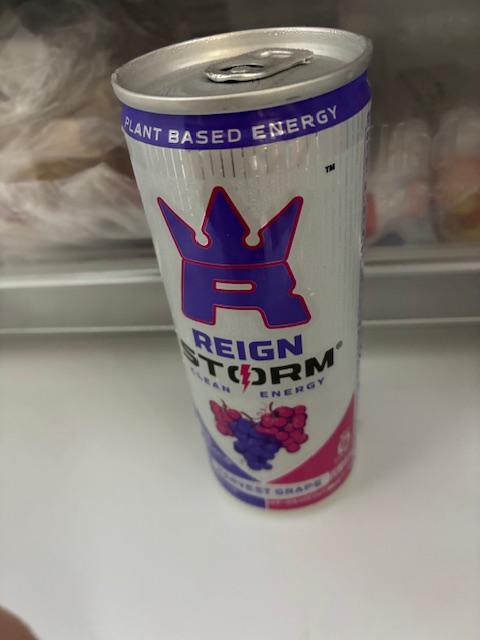 PLANT BASED ENERGY
™
REIGN
STORM®
CLEAN ENERGY
HARVEST GRAPE